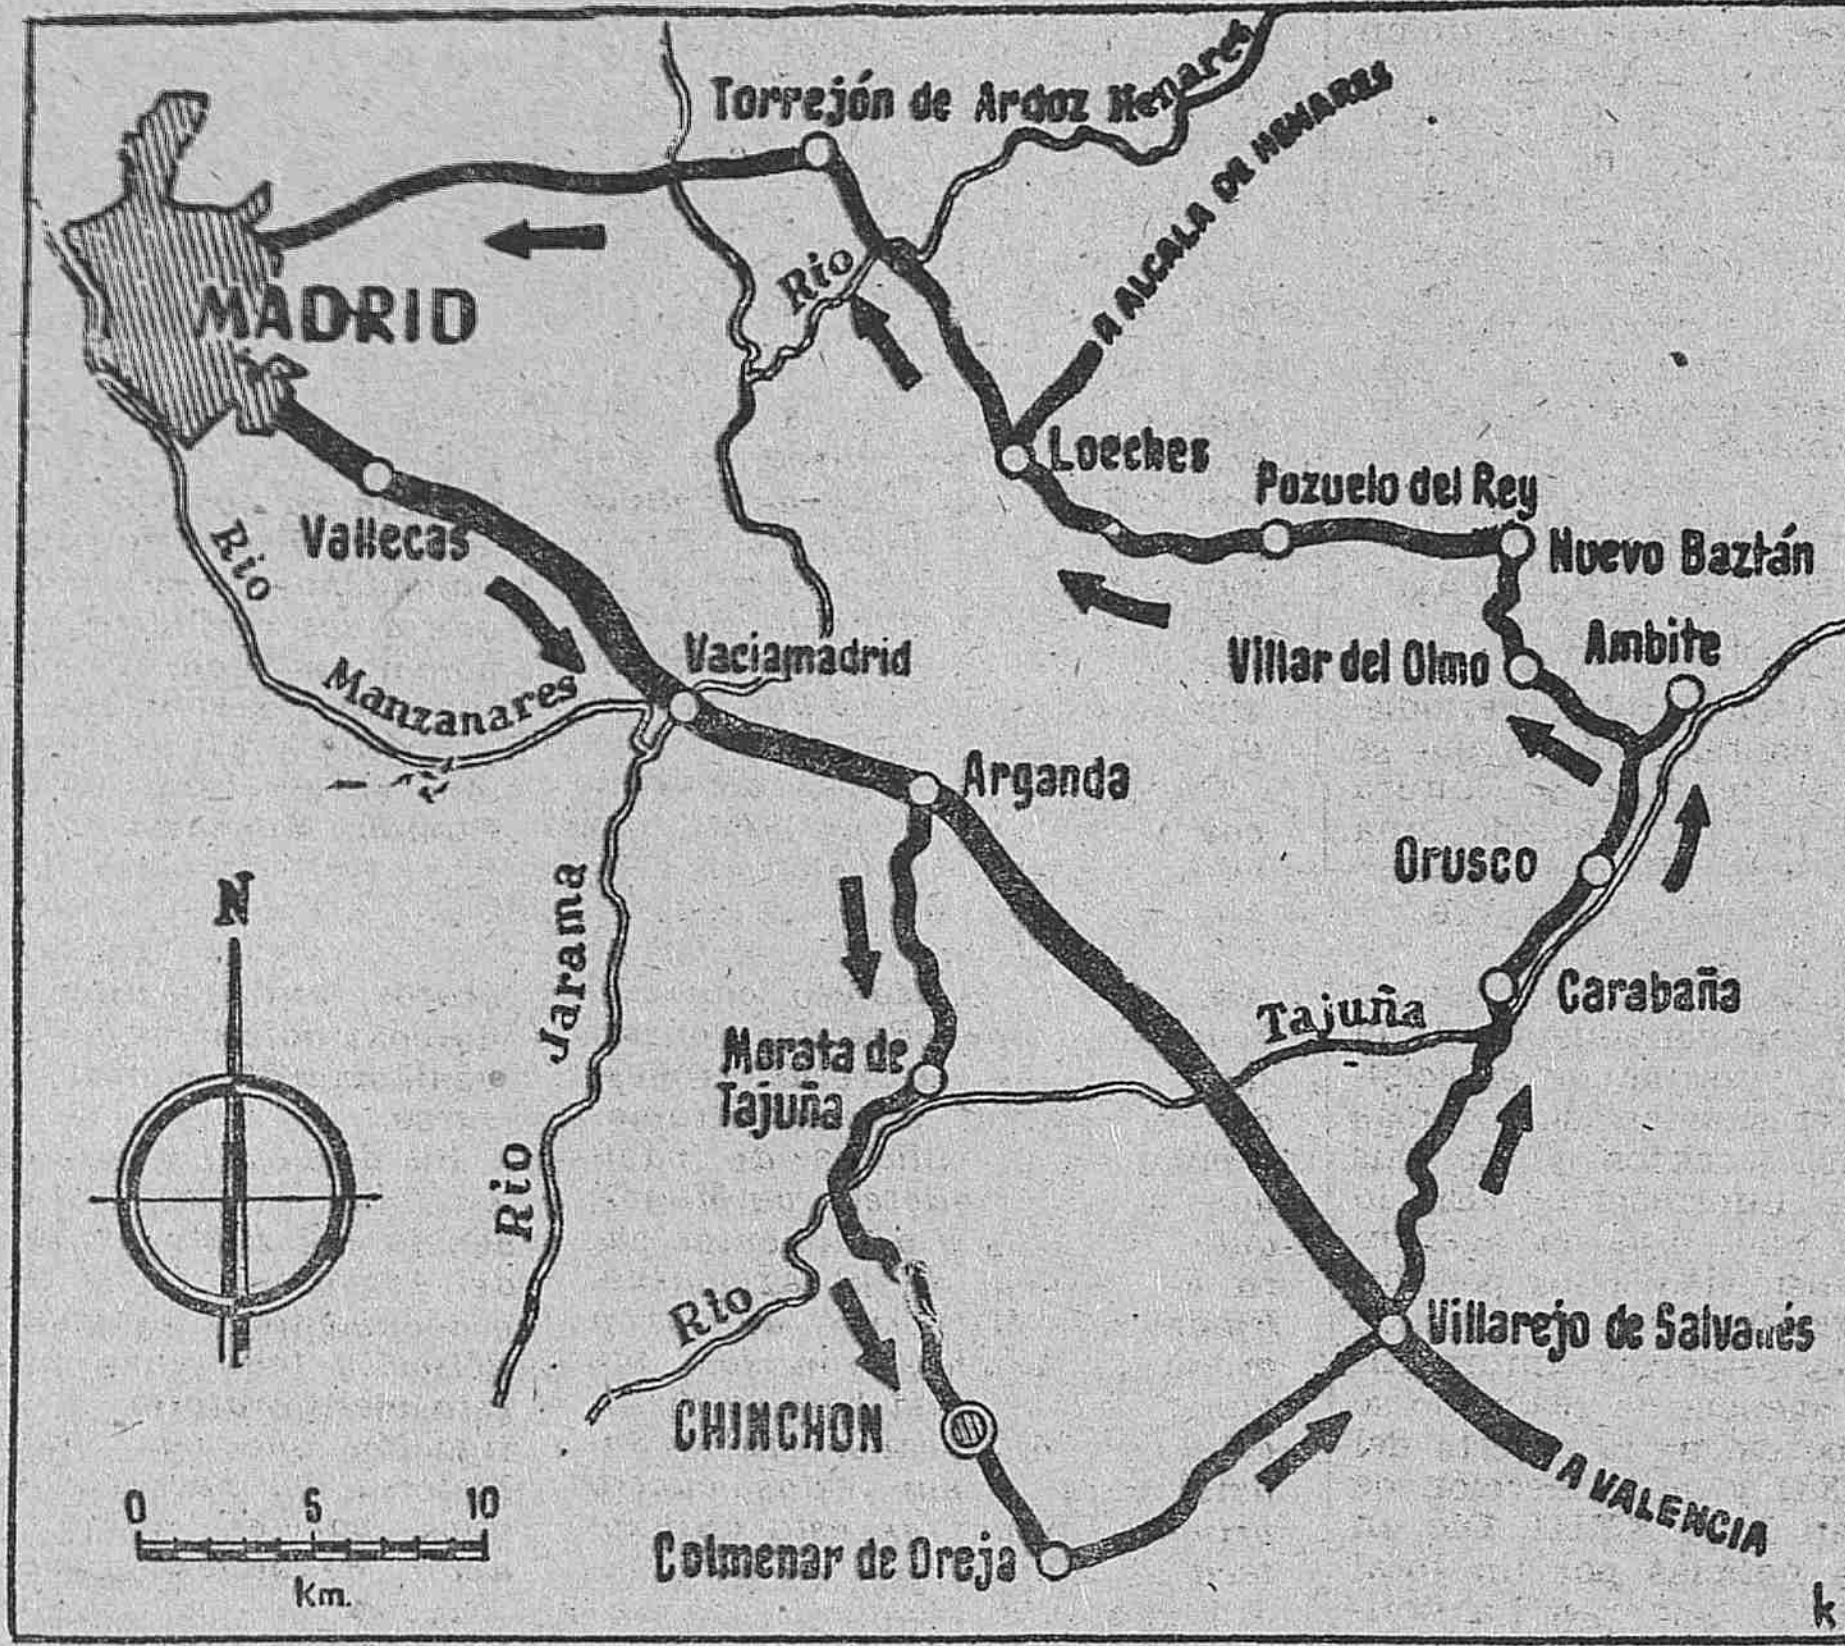 Torrejón de Ardoz
Henares
A ALCALA DE HENARES
Rio
MADRID
Loeches
Pozuelo del Rey
Nuevo Baztán
Vallecas
Rio
Manzanares
Vaciamadrid
Villar del Olmo
Ambite
Arganda
Orusco
N
Rio Jarama
Morata de
Tajuña
Tajuña
Carabaña
Rio
Villarejo de Salvanés
CHINCHON
A VALENCIA
Colmenar de Oreja
0 5 10
km.
k